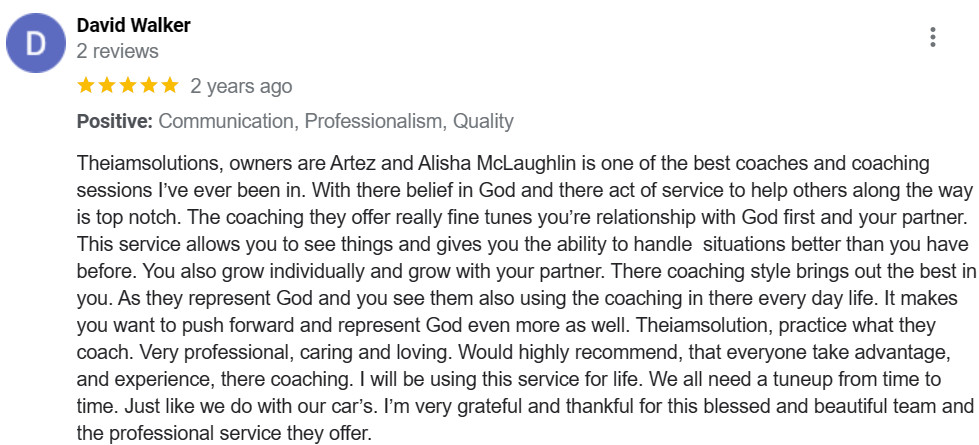 D
David Walker
2 reviews
2 years ago
Positive: Communication, Professionalism, Quality
Theiamsolutions, owners are Artez and Alisha McLaughlin is one of the best coaches and coaching
sessions I've ever been in. With there belief in God and there act of service to help others along the way
is top notch. The coaching they offer really fine tunes you're relationship with God first and your partner.
This service allows you to see things and gives you the ability to handle  situations better than you have
before. You also grow individually and grow with your partner. There coaching style brings out the best in
you. As they represent God and you see them also using the coaching in there every day life. It makes
you want to push forward and represent God even more as well. Theiamsolution, practice what they
coach. Very professional, caring and loving. Would highly recommend, that everyone take advantage,
and experience, there coaching. I will be using this service for life. We all need a tuneup from time to
time. Just like we do with our car's. I'm very grateful and thankful for this blessed and beautiful team and
the professional service they offer.